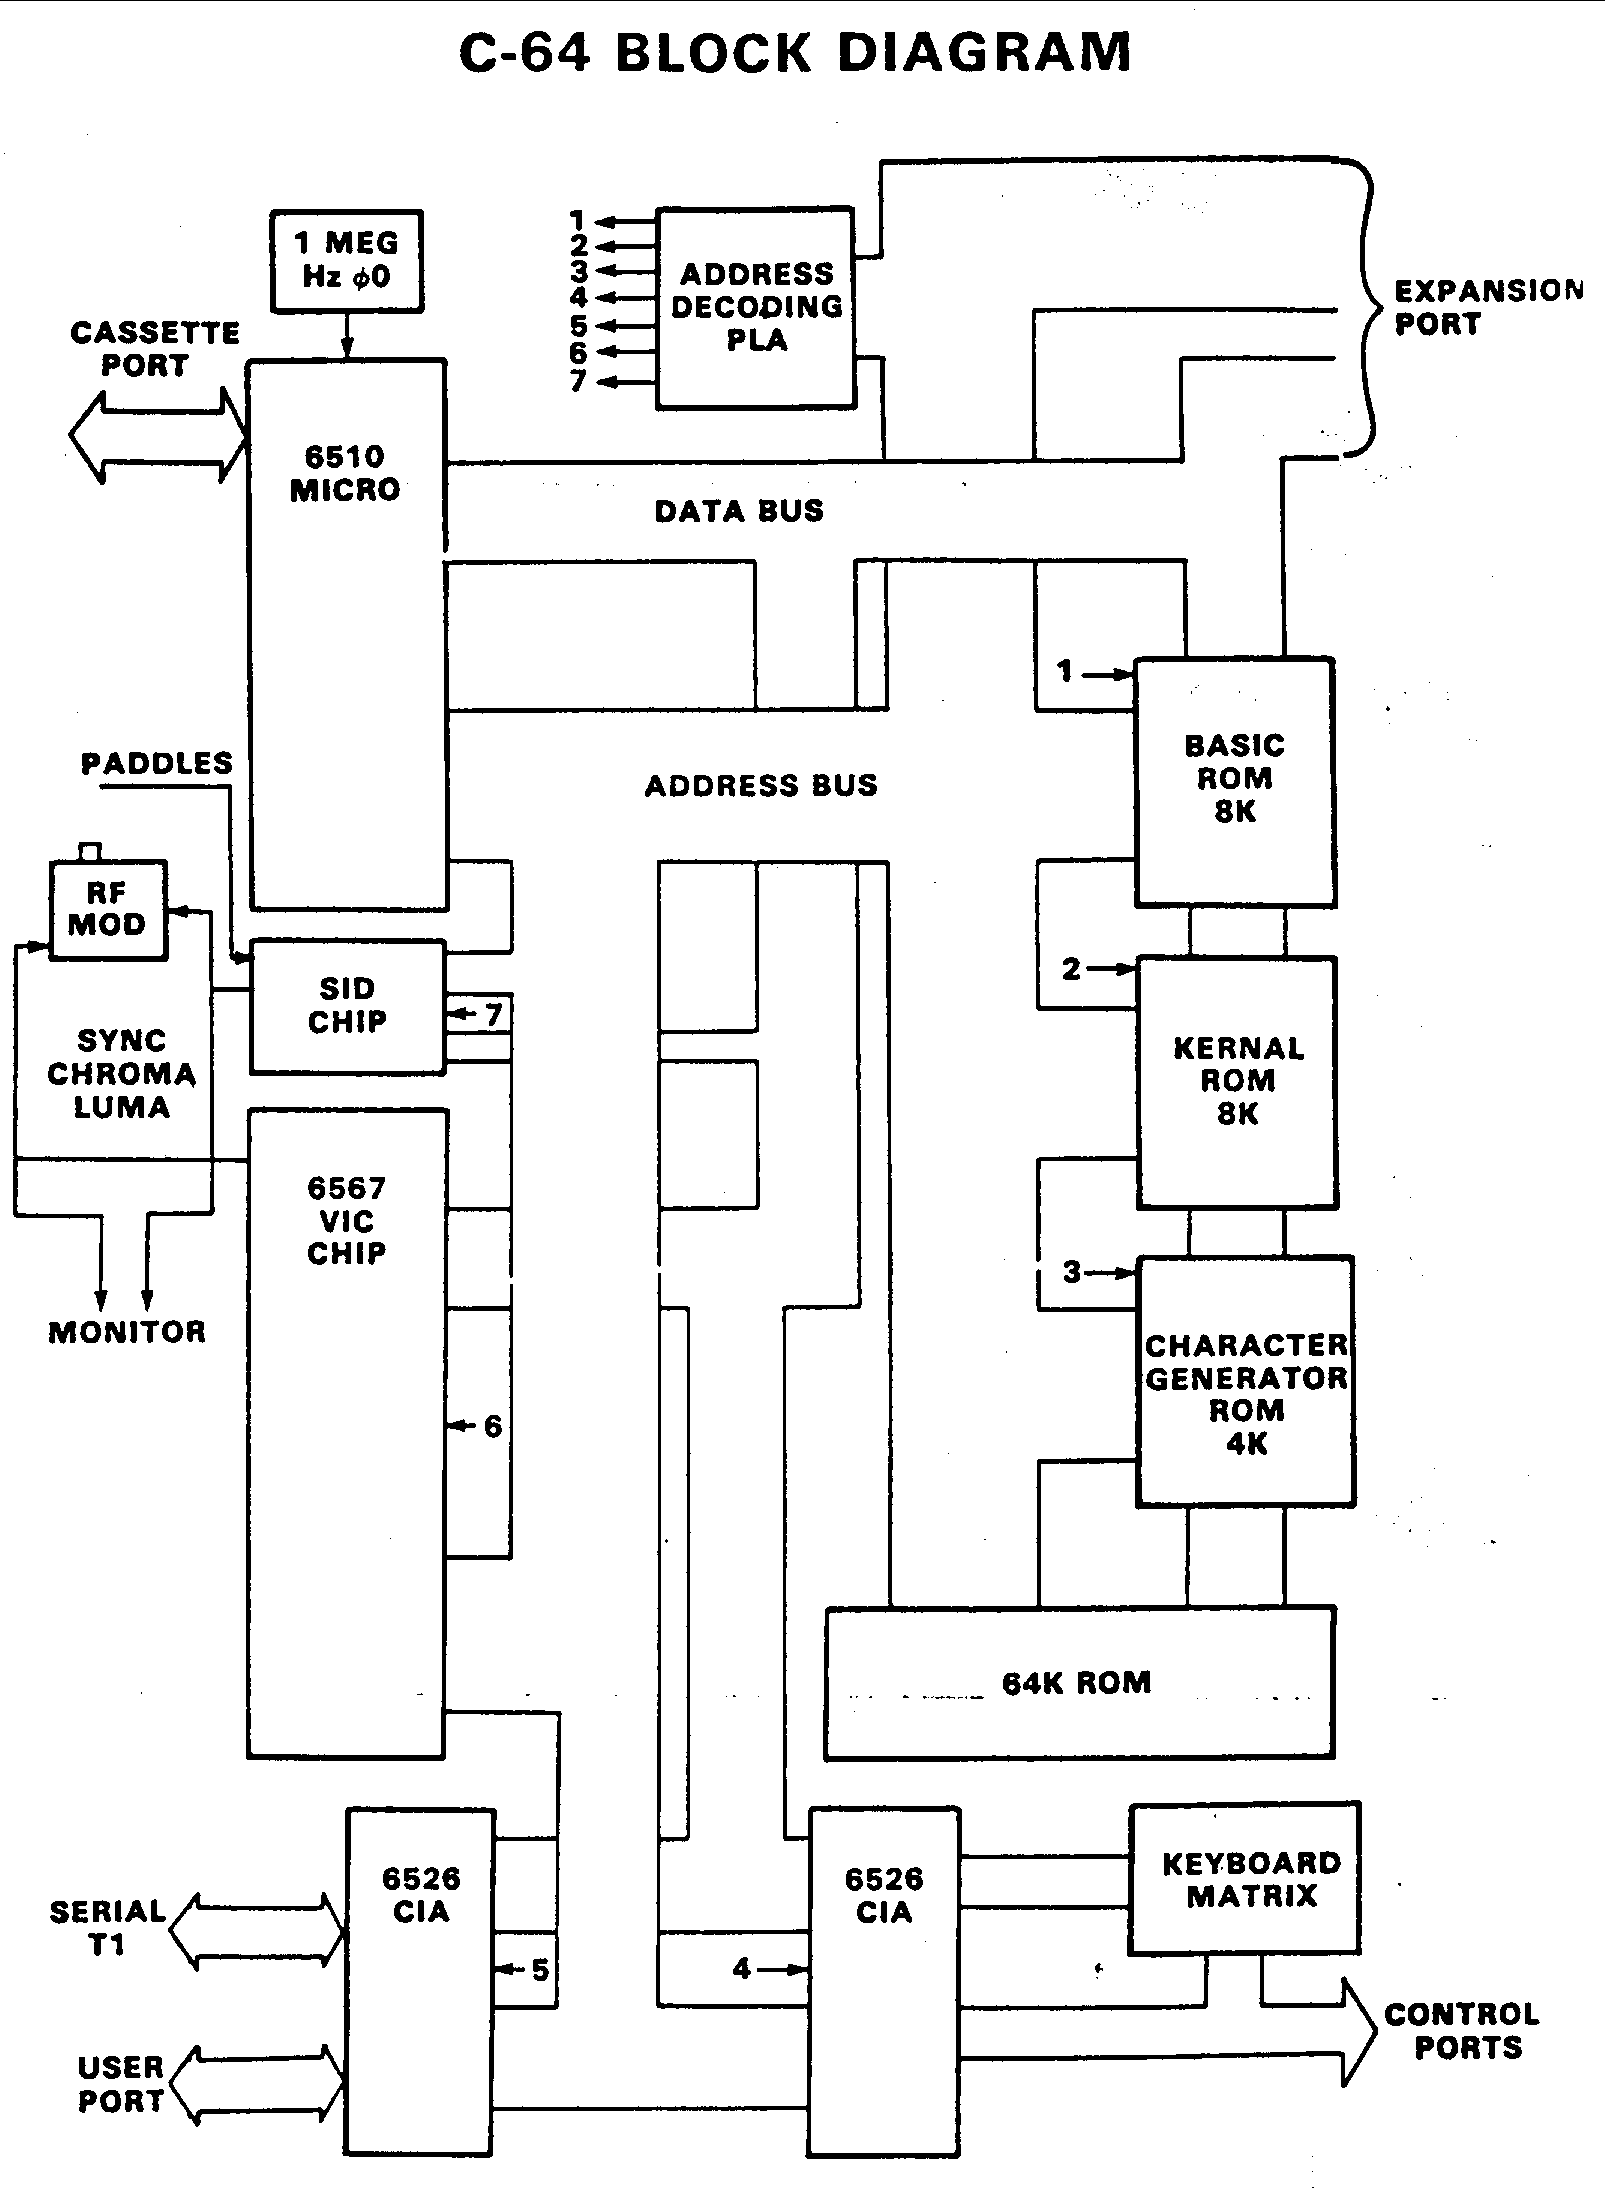 C-64 BLOCK DIAGRAM
1 MEG
Hz ϕ0
1
2
3
4
5
6
7
ADDRESS
DECODING
PLA
EXPANSION
PORT
CASSETTE
PORT
6510
MICRO
DATA BUS
1
BASIC
ROM
8K
PADDLES
ADDRESS BUS
RF
MOD
SID
CHIP
7
2
KERNAL
ROM
8K
SYNC
CHROMA
LUMA
6567
VIC
CHIP
3
CHARACTER
GENERATOR
ROM
4K
MONITOR
6
64K ROM
6526
CIA
6526
CIA
KEYBOARD
MATRIX
SERIAL
T1
5
4
CONTROL
PORTS
USER
PORT